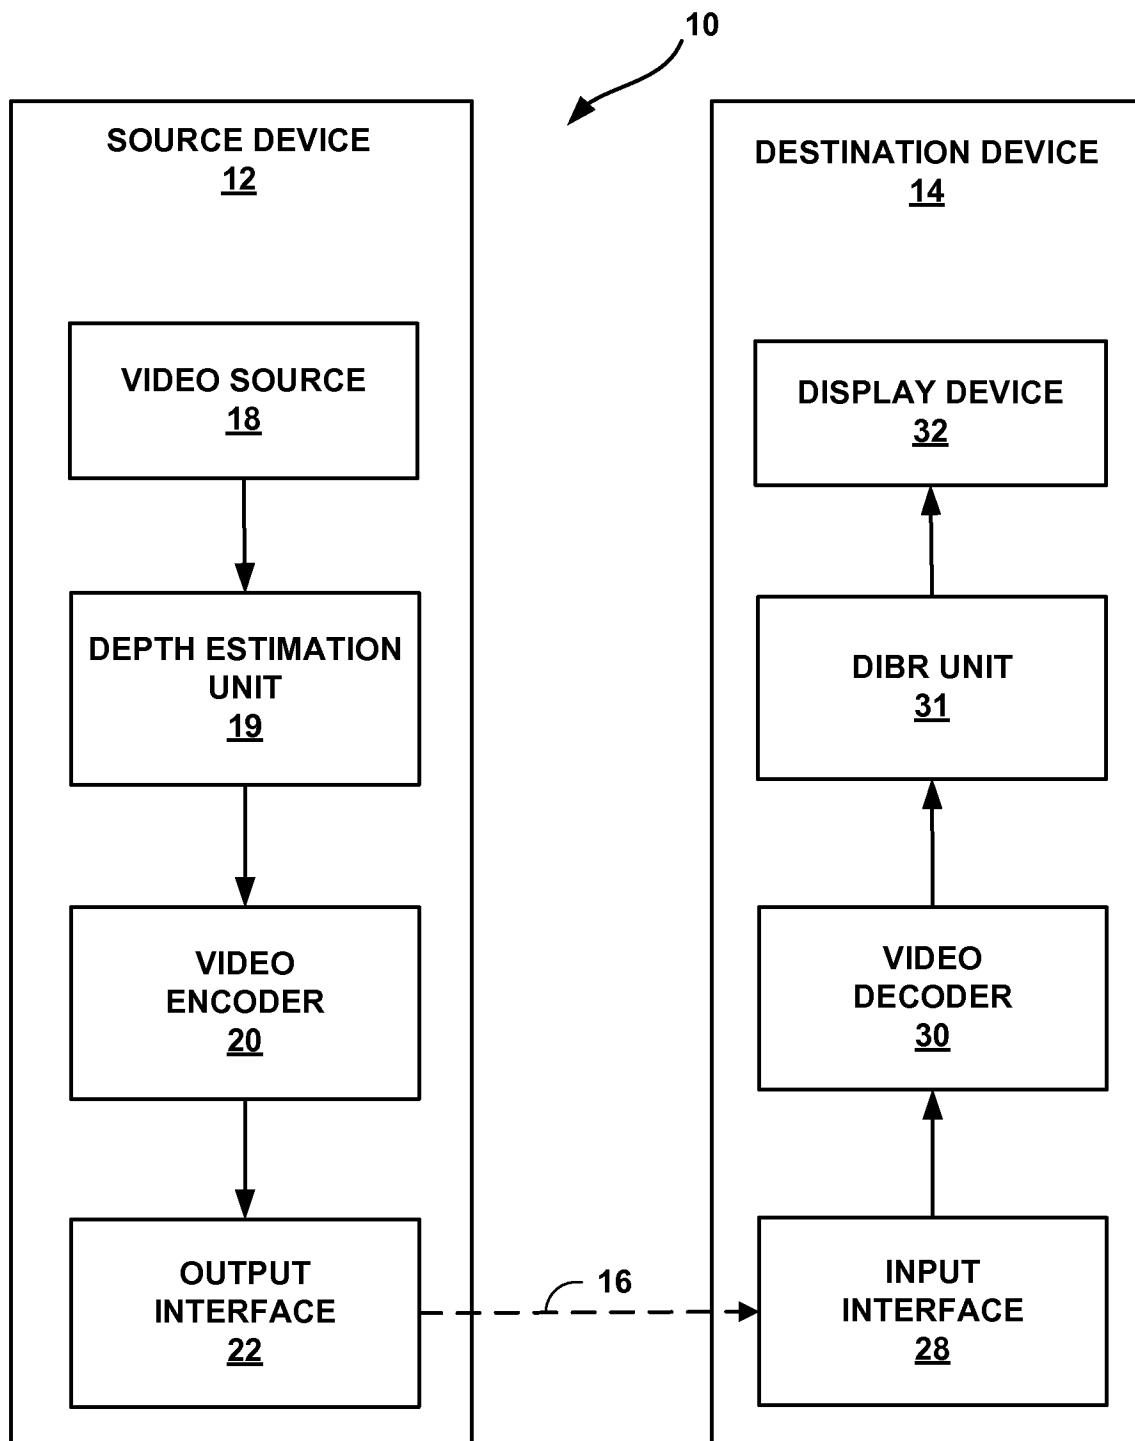 10
SOURCE DEVICE
12
VIDEO SOURCE
18
DEPTH ESTIMATION
UNIT
19
VIDEO
ENCODER
20
OUTPUT
INTERFACE
22
16
DESTINATION DEVICE
14
DISPLAY DEVICE
32
DIBR UNIT
31
VIDEO
DECODER
30
INPUT
INTERFACE
28